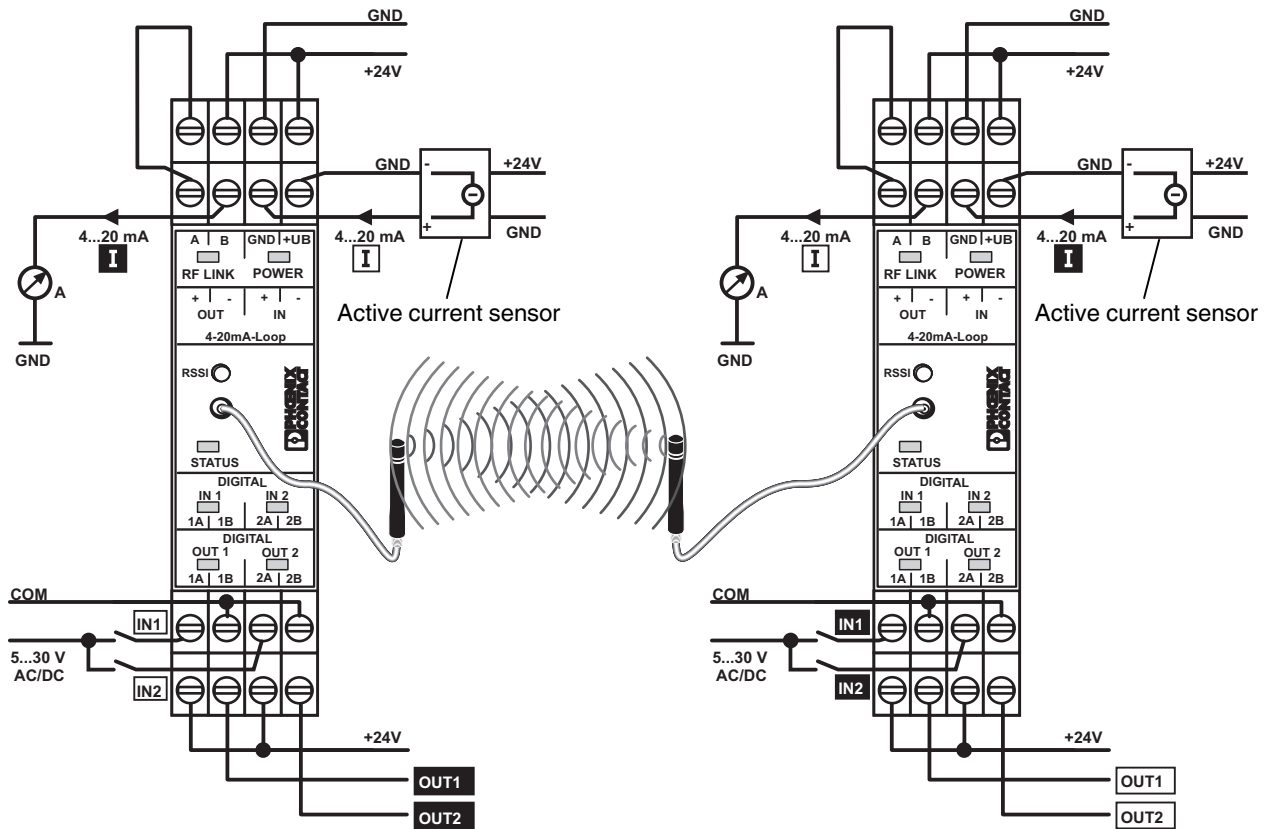 GND
+24V
GND
+24V
- +
GND
4...20 mA
I
4...20 mA
I
A
GND
A B GND +UB
RF LINK POWER
+ - + -
OUT IN
4-20mA-Loop
RSSI
PHŒNIX
CONTACT
STATUS
DIGITAL
IN 1 IN 2
1A 1B 2A 2B
DIGITAL
OUT 1 OUT 2
1A 1B 2A 2B
Active current sensor
COM
IN1
5...30 V
AC/DC
IN2
+24V
OUT1
OUT2
GND
+24V
GND
+24V
- +
GND
4...20 mA
I
4...20 mA
I
A
GND
A B GND +UB
RF LINK POWER
+ - + -
OUT IN
4-20mA-Loop
RSSI
PHŒNIX
CONTACT
STATUS
DIGITAL
IN 1 IN 2
1A 1B 2A 2B
DIGITAL
OUT 1 OUT 2
1A 1B 2A 2B
Active current sensor
COM
IN1
5...30 V
AC/DC
IN2
+24V
OUT1
OUT2